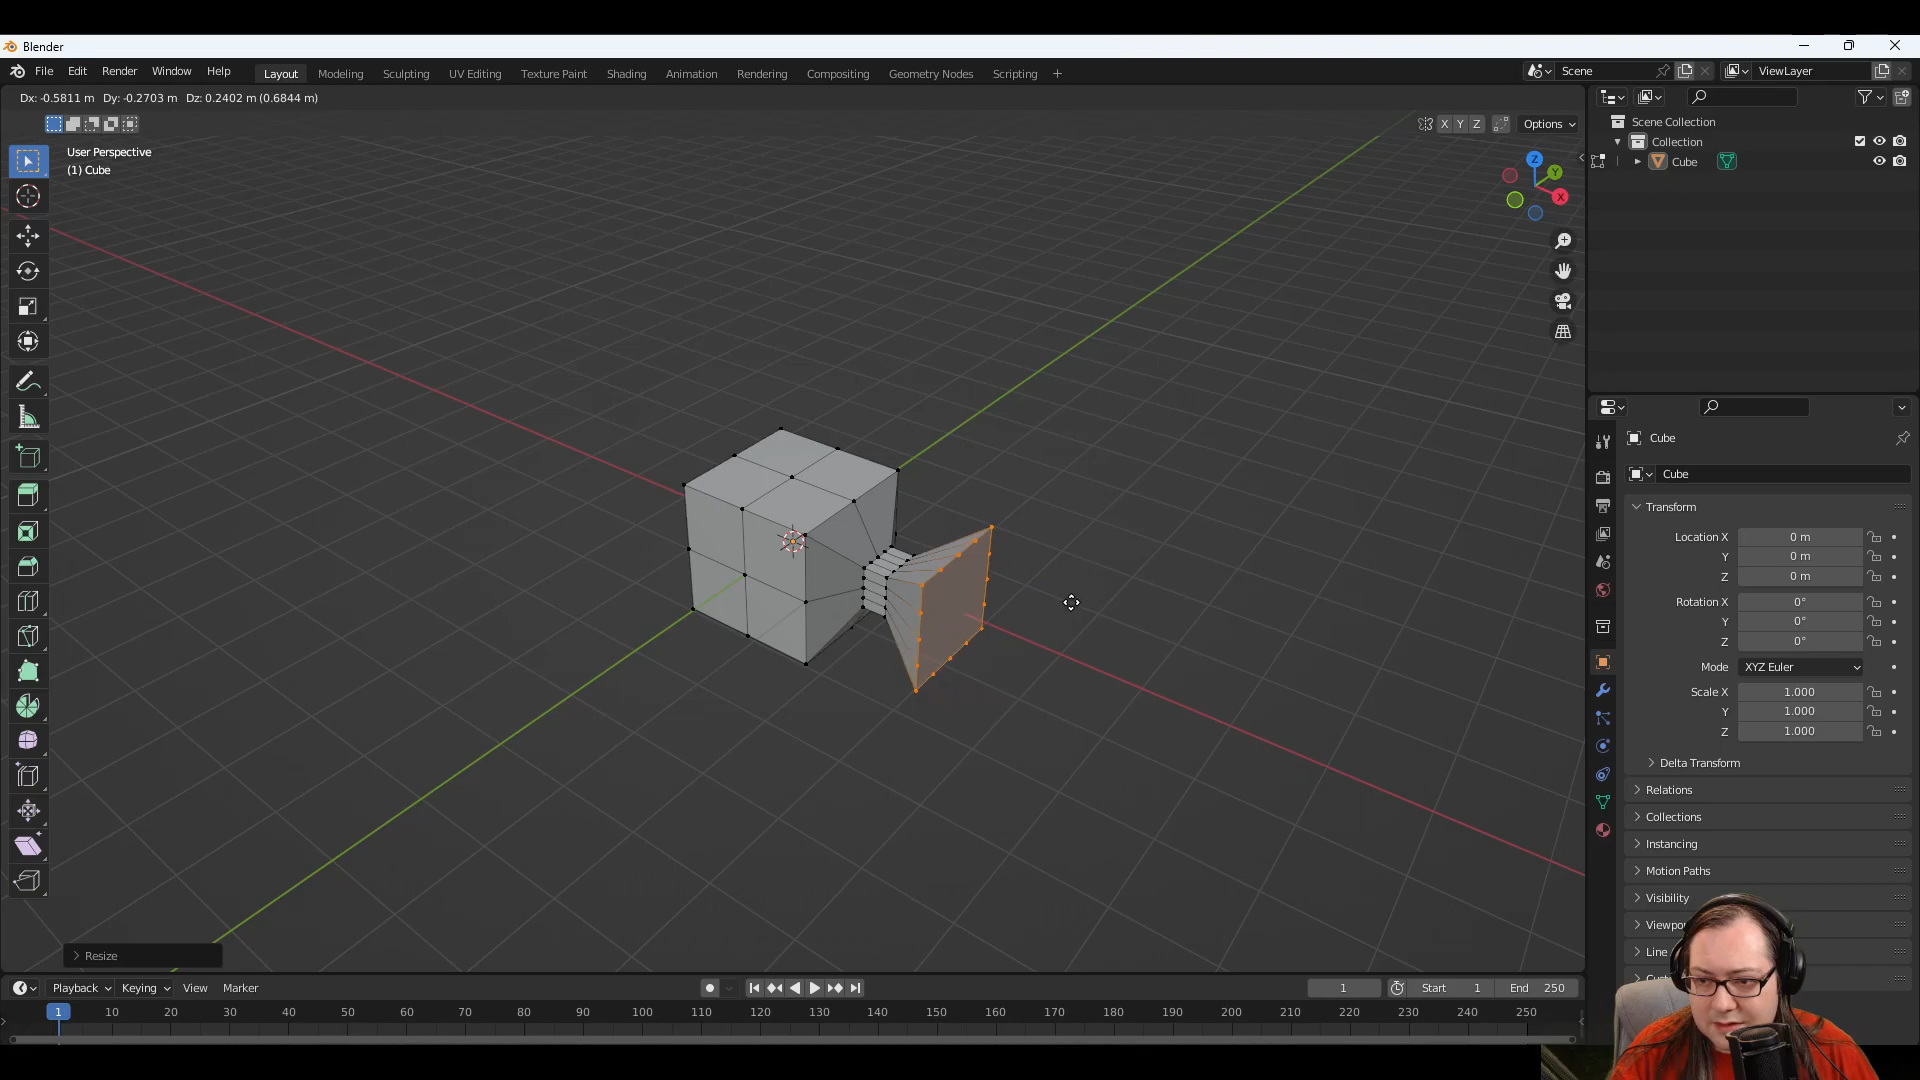 Blender
File Edit Render Window Help Layout Modeling Sculpting UV Editing Texture Paint Shading Animation Rendering Compositing Geometry Nodes Scripting + Scene ViewLayer
Dx: -0.5811 m Dy: -0.2703 m Dz: 0.2402 m (0.6844 m)
X Y Z Options
User Perspective
(1) Cube
Z
Y
X
Scene Collection
Collection
Cube
Cube
Cube
Transform
Location X 0 m
Y 0 m
Z 0 m
Rotation X 0°
Y 0°
Z 0°
Mode XYZ Euler
Scale X 1.000
Y 1.000
Z 1.000
Delta Transform
Relations
Collections
Instancing
Motion Paths
Visibility
Viewpo
Line
Resize
Playback Keying View Marker 1 Start 1 End 250
1 10 20 30 40 50 60 70 80 90 100 110 120 130 140 150 160 170 180 190 200 210 220 230 240 250